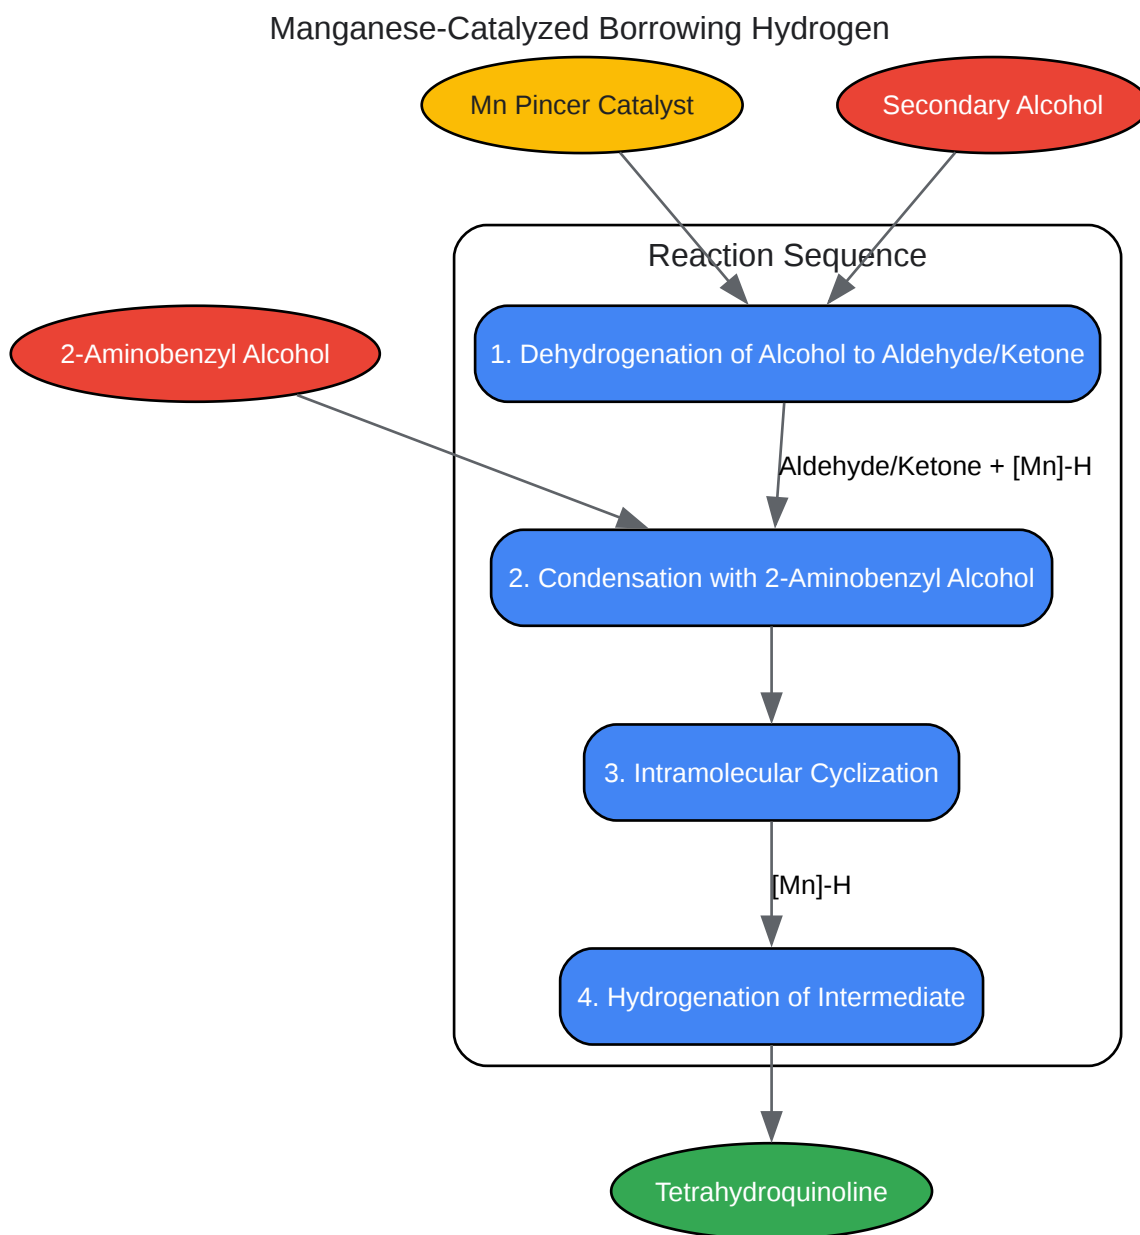 Manganese-Catalyzed Borrowing Hydrogen
Mn Pincer Catalyst
Secondary Alcohol
Reaction Sequence
2-Aminobenzyl Alcohol
1. Dehydrogenation of Alcohol to Aldehyde/Ketone
Aldehyde/Ketone + [Mn]-H
2. Condensation with 2-Aminobenzyl Alcohol
3. Intramolecular Cyclization
[Mn]-H
4. Hydrogenation of Intermediate
Tetrahydroquinoline